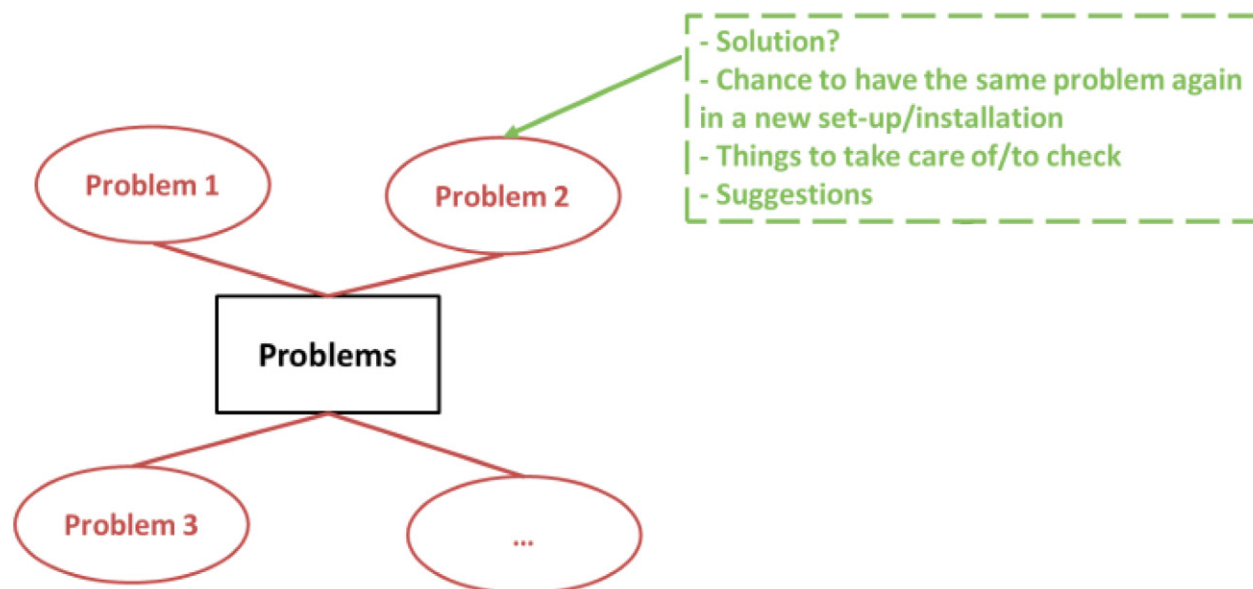 - Solution?
- Chance to have the same problem again
in a new set-up/installation
- Things to take care of/to check
- Suggestions
Problem 1
Problem 2
Problems
Problem 3
...